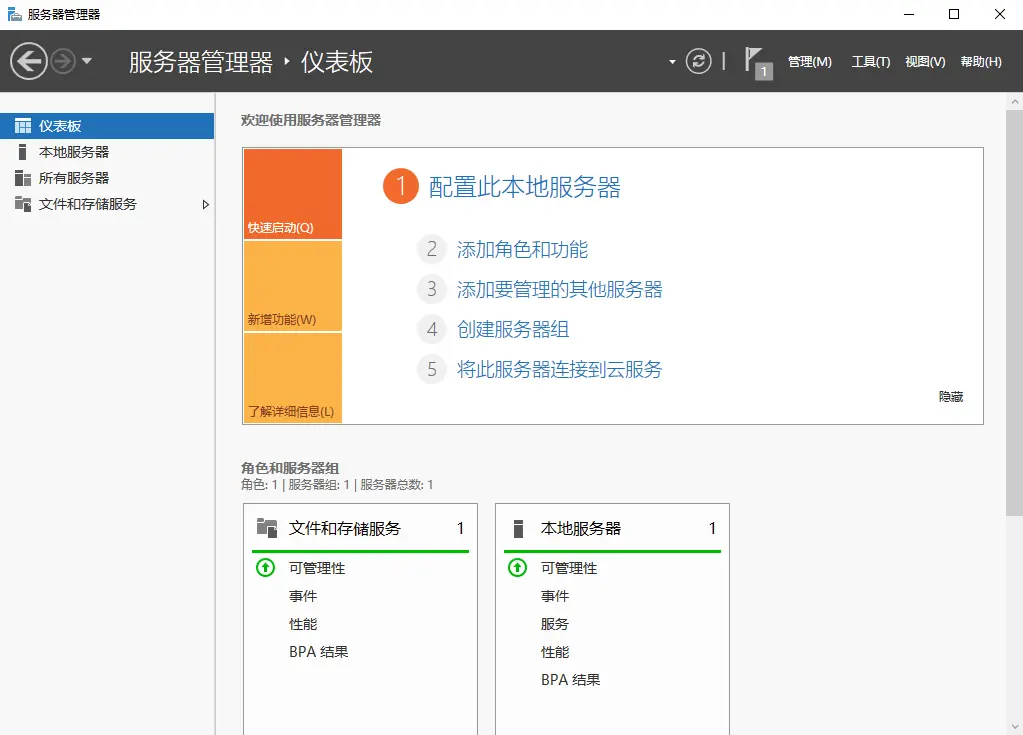 服务器管理器
服务器管理器 ‣ 仪表板
1
管理(M) 工具(T) 视图(V) 帮助(H)
仪表板
本地服务器
所有服务器
文件和存储服务
欢迎使用服务器管理器
快速启动(Q)
新增功能(W)
了解详细信息(L)
1 配置此本地服务器
2 添加角色和功能
3 添加要管理的其他服务器
4 创建服务器组
5 将此服务器连接到云服务
隐藏
角色和服务器组
角色: 1 | 服务器组: 1 | 服务器总数: 1
文件和存储服务 1
可管理性
事件
性能
BPA 结果
本地服务器 1
可管理性
事件
服务
性能
BPA 结果